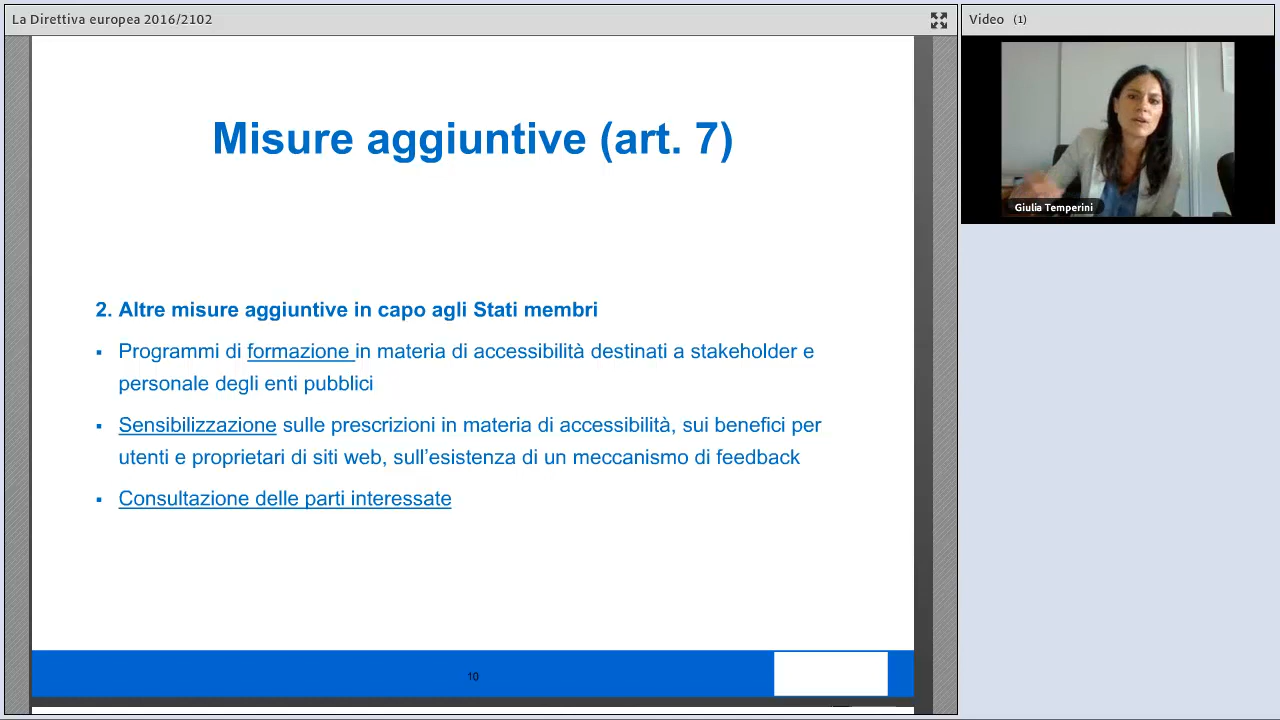 La Direttiva europea 2016/2102
Video (1)
Misure aggiuntive (art. 7)
Giulia Temperini
2. Altre misure aggiuntive in capo agli Stati membri
▪ Programmi di formazione in materia di accessibilità destinati a stakeholder e
personale degli enti pubblici
▪ Sensibilizzazione sulle prescrizioni in materia di accessibilità, sui benefici per
utenti e proprietari di siti web, sull’esistenza di un meccanismo di feedback
▪ Consultazione delle parti interessate
10